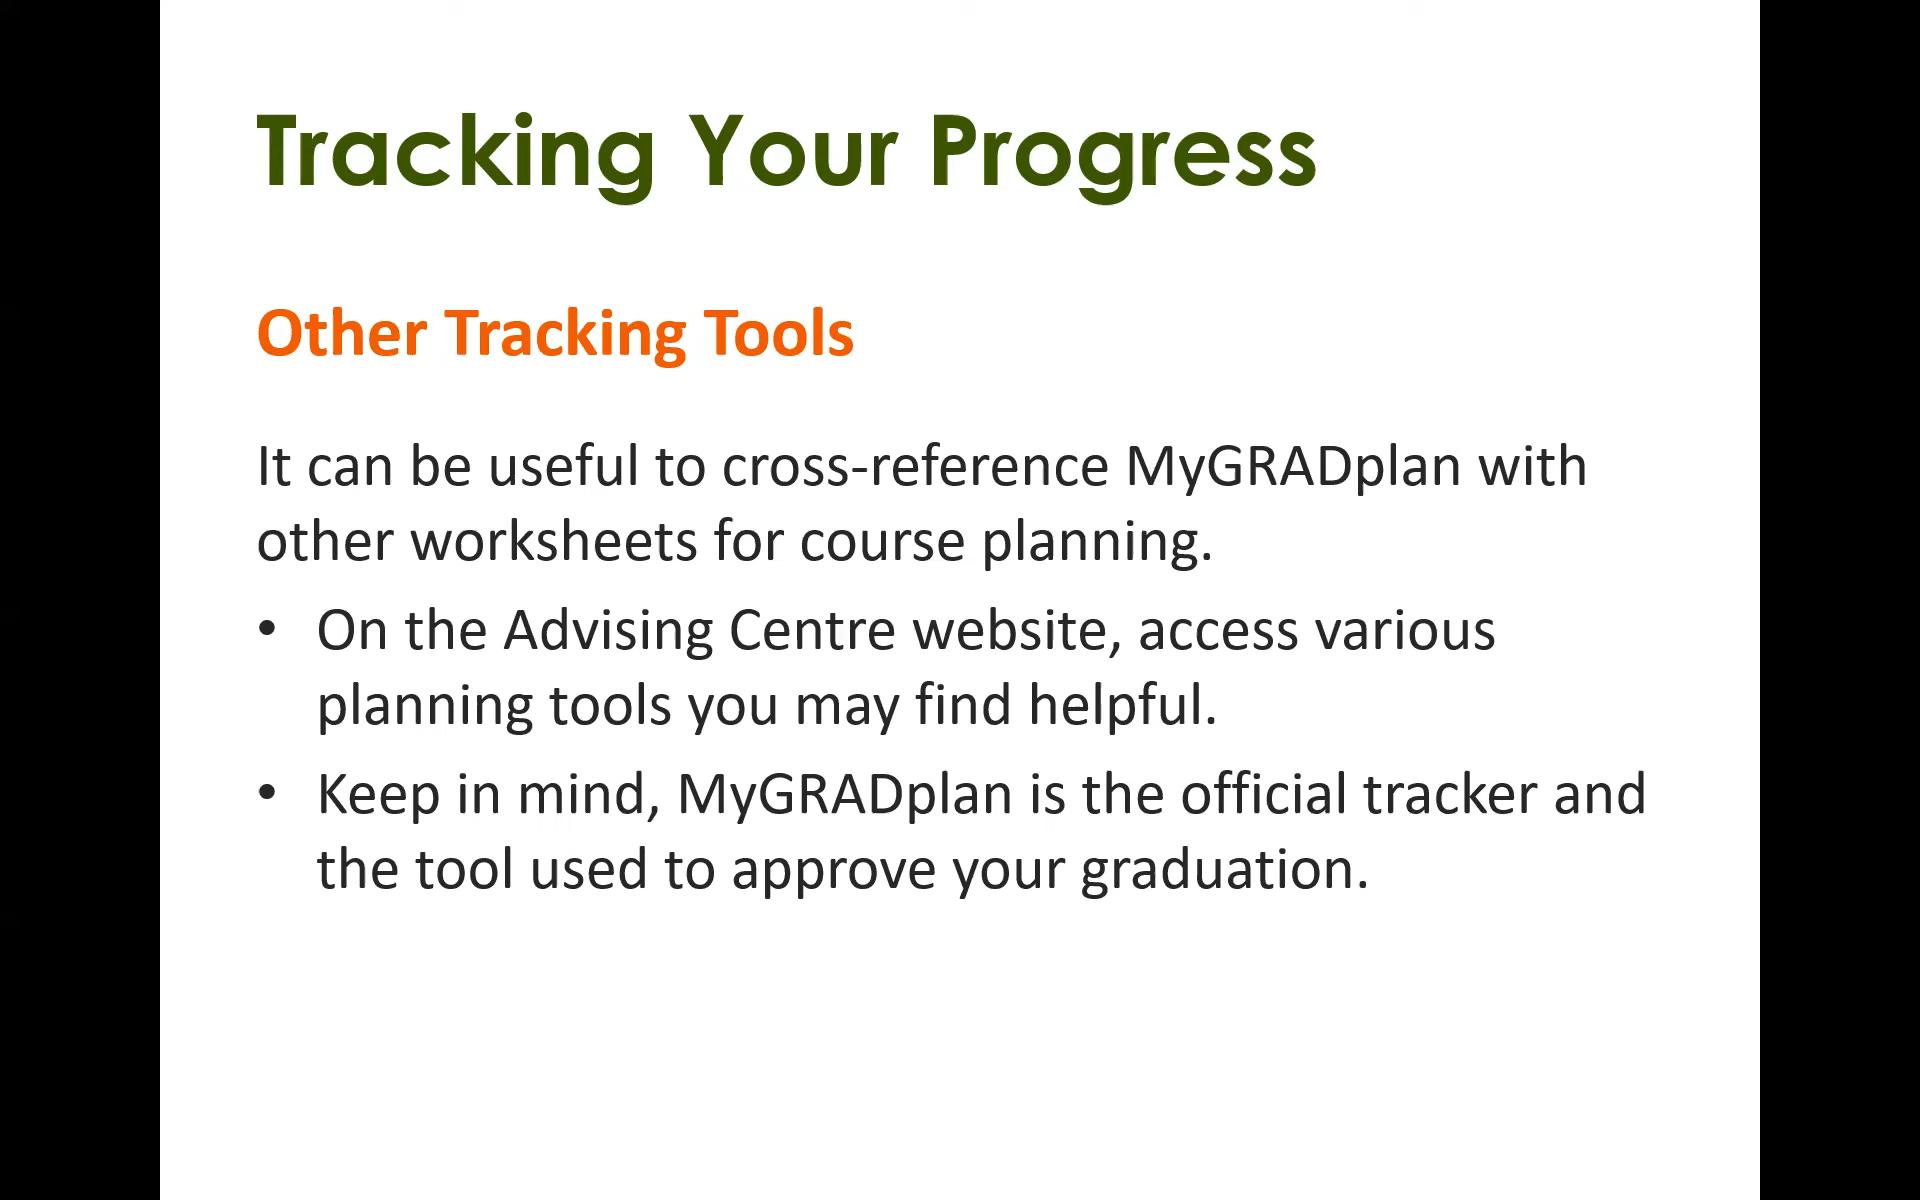 Tracking Your Progress
Other Tracking Tools
It can be useful to cross-reference MyGRADplan with
other worksheets for course planning.
• On the Advising Centre website, access various
planning tools you may find helpful.
• Keep in mind, MyGRADplan is the official tracker and
the tool used to approve your graduation.